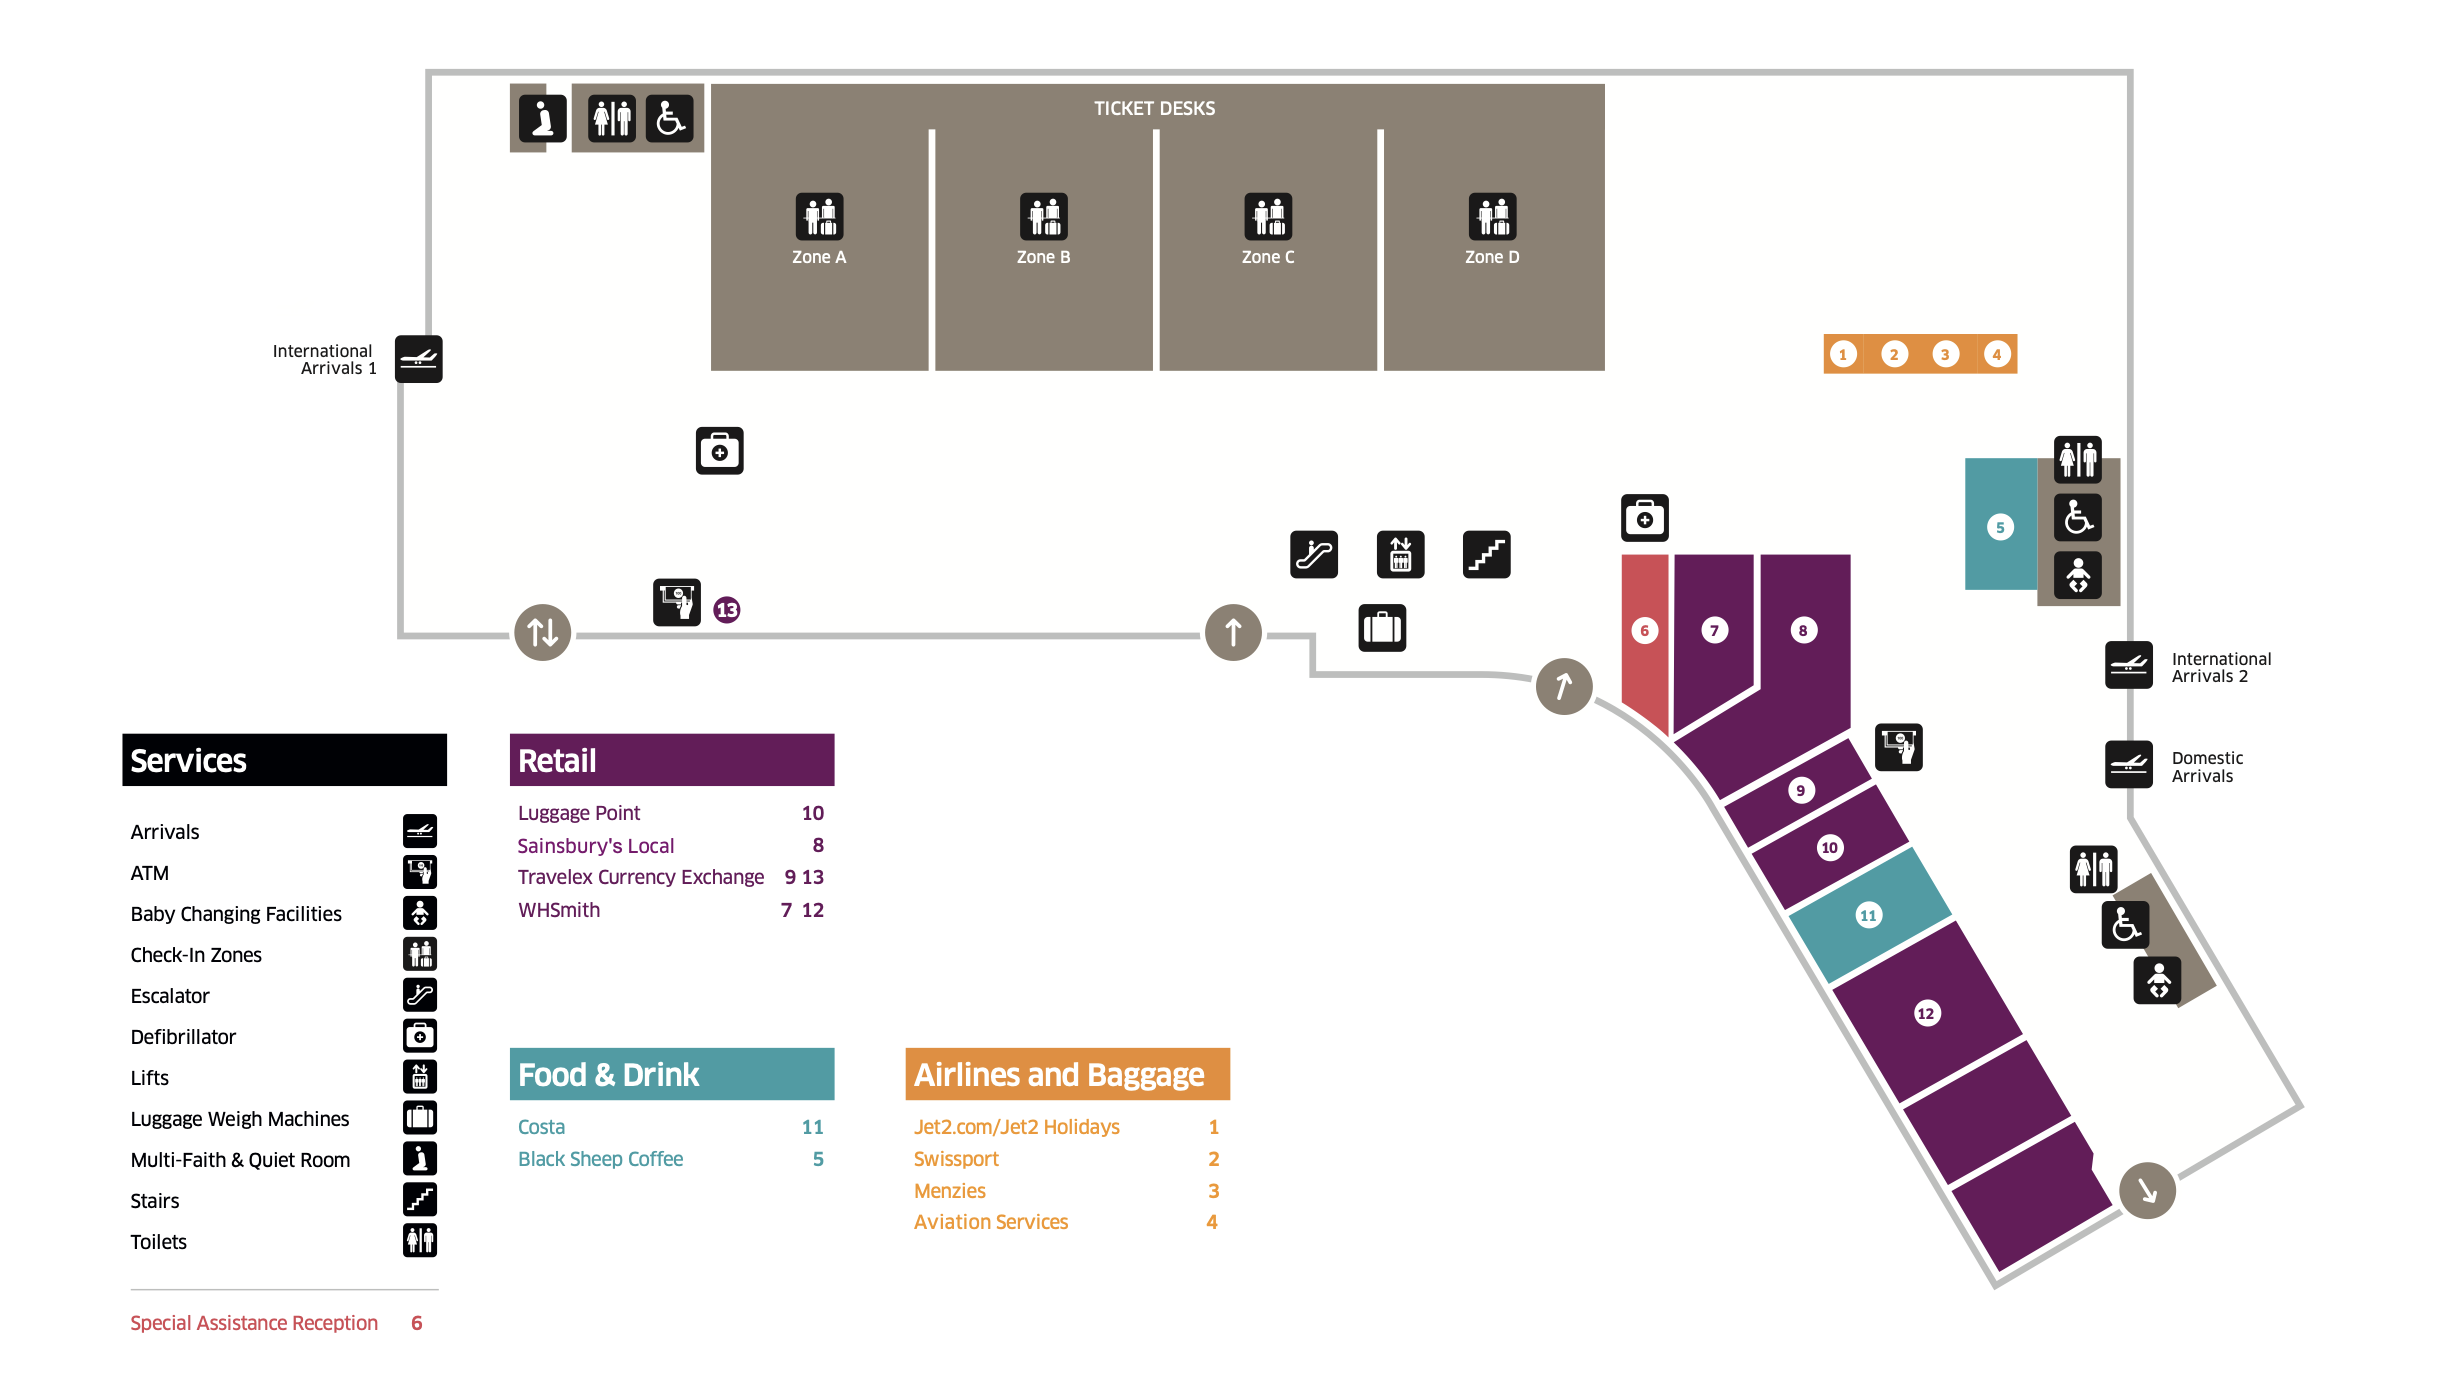 TICKET DESKS
Zone A
Zone B
Zone C
Zone D
International
Arrivals 1
1
2
3
4
5
6
7
8
13
International
Arrivals 2
Domestic
Arrivals
9
10
11
12
Services
Arrivals
ATM
Baby Changing Facilities
Check-In Zones
Escalator
Defibrillator
Lifts
Luggage Weigh Machines
Multi-Faith & Quiet Room
Stairs
Toilets
Special Assistance Reception 6
Retail
Luggage Point 10
Sainsbury's Local 8
Travelex Currency Exchange 9 13
WHSmith 7 12
Food & Drink
Costa 11
Black Sheep Coffee 5
Airlines and Baggage
Jet2.com/Jet2 Holidays 1
Swissport 2
Menzies 3
Aviation Services 4